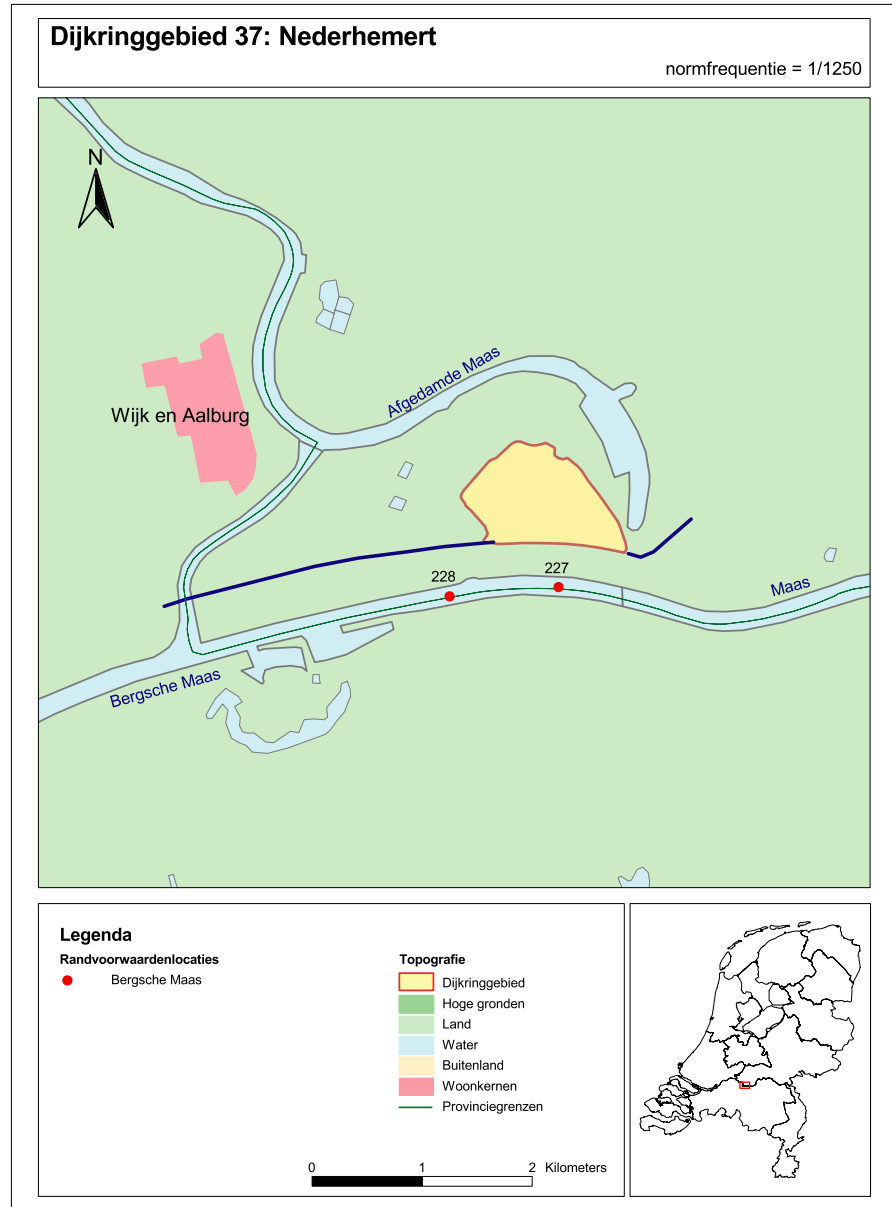 Dijkringgebied 37: Nederhemert
normfrequentie = 1/1250
N
Afgedamde Maas
Wijk en Aalburg
228
227
Maas
Bergsche Maas
Legenda
Randvoorwaardenlocaties
Bergsche Maas
Topografie
Dijkringgebied
Hoge gronden
Land
Water
Buitenland
Woonkernen
Provinciegrenzen
0 1 2 Kilometers